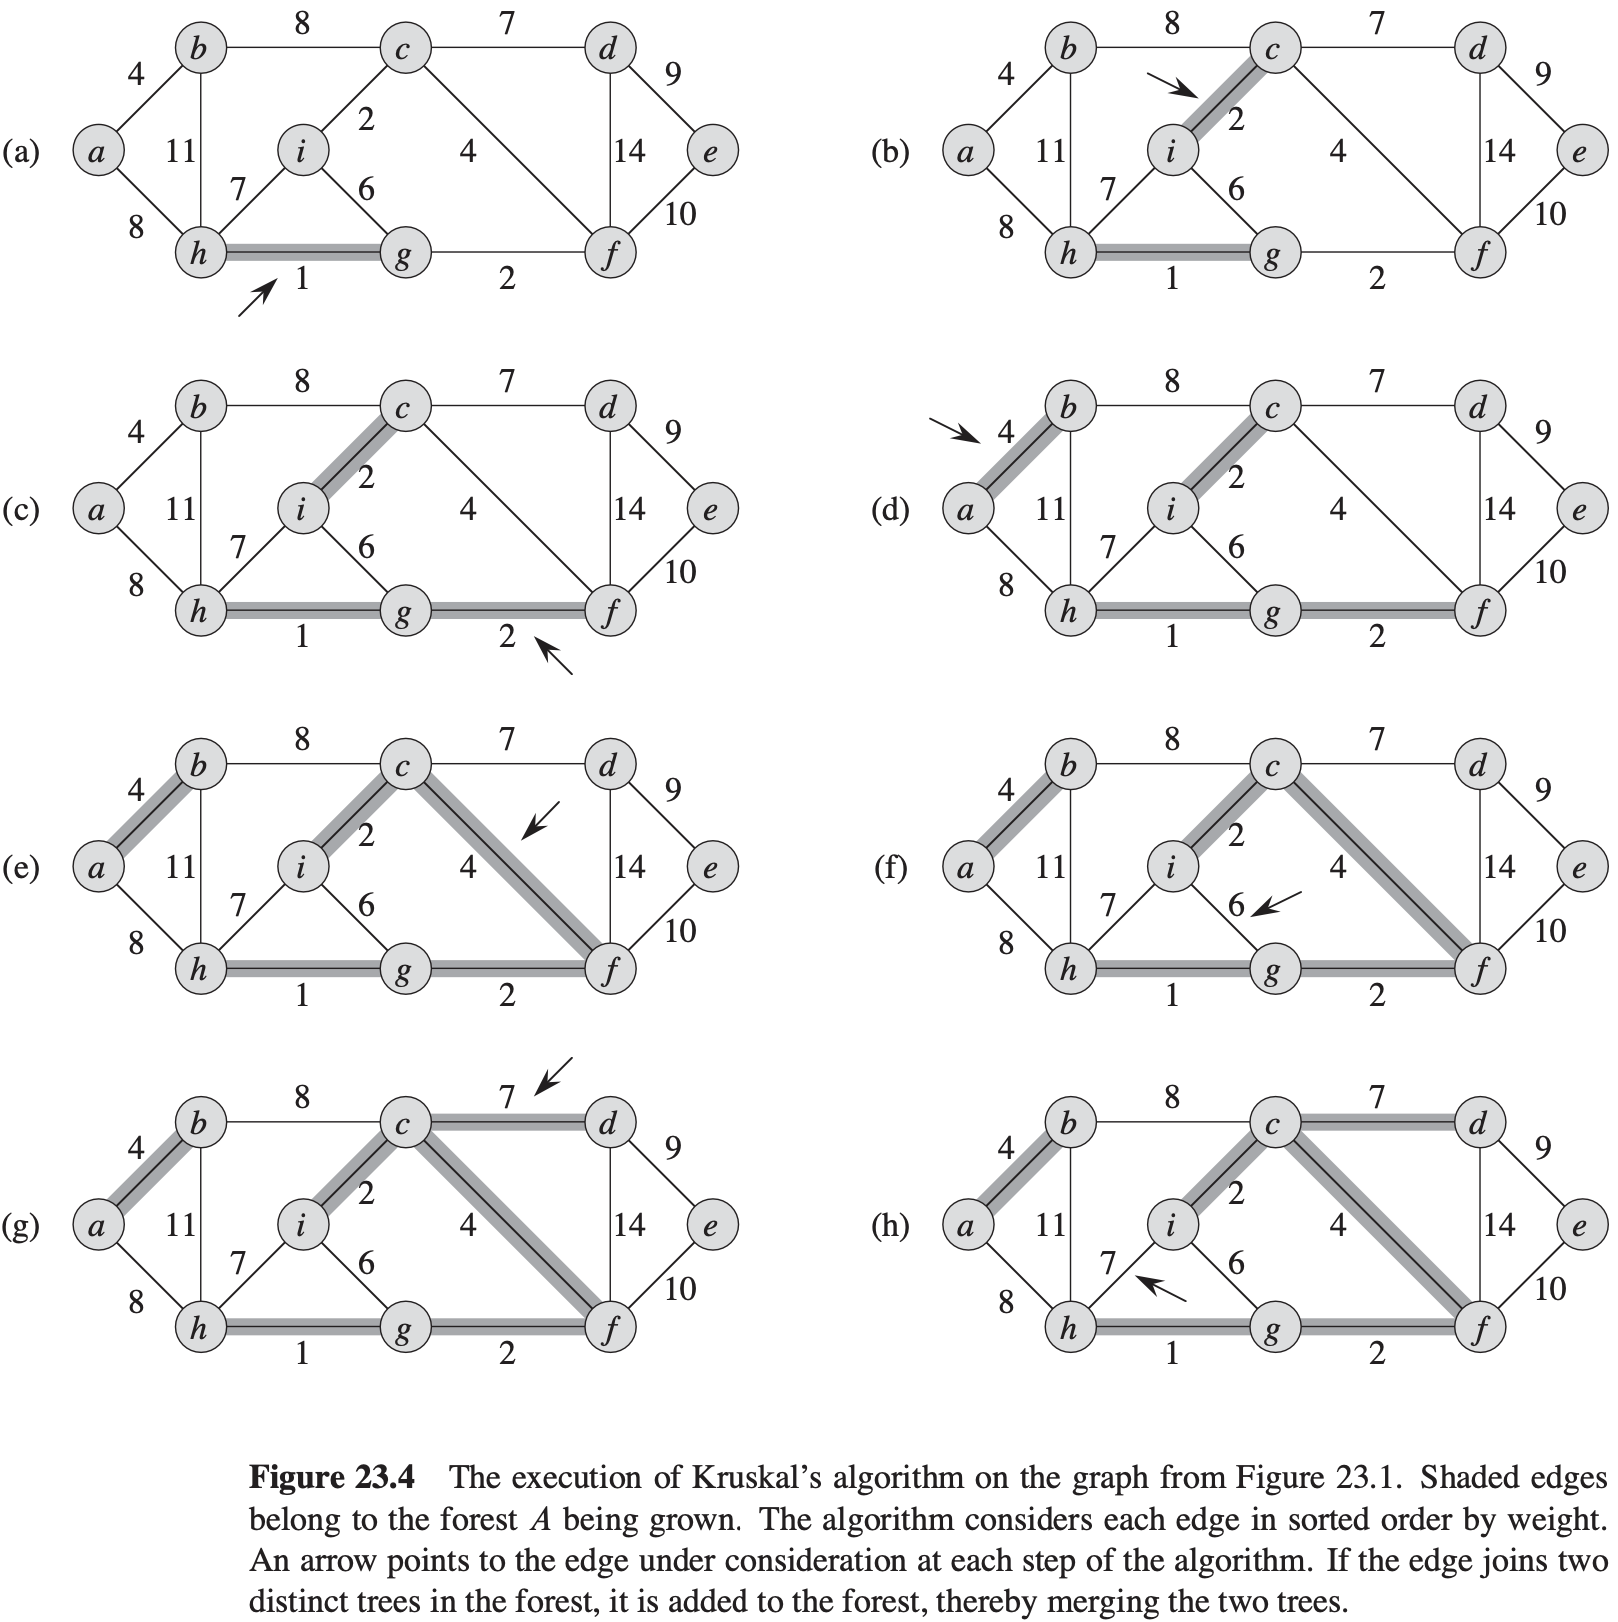 b 8 c 7 d b 8 c 7 d
4 9 4 9
2
(a) a 11 i 2 4 14 e (b) a 11 i 4 14 e
7 6 7 6
8 10 8 10
h g f h g f
1 2 1 2
b 8 c 7 d b 8 c 7 d
4 9 4 9
2 2
(c) a 11 i 4 14 e (d) a 11 i 4 14 e
7 6 7 6
8 10 8 10
h g f h g f
1 2 1 2
b 8 c 7 d b 8 c 7 d
4 9 4 9
2 2
(e) a 11 i 4 14 e (f) a 11 i 4 14 e
7 6 7 6
8 10 8 10
h g f h g f
1 2 1 2
b 8 c 7 d b 8 c 7 d
4 9 4 9
2 2
(g) a 11 i 4 14 e (h) a 11 i 4 14 e
7 6 7 6
8 10 8 10
h g f h g f
1 2 1 2
Figure 23.4 The execution of Kruskal's algorithm on the graph from Figure 23.1. Shaded edges
belong to the forest A being grown. The algorithm considers each edge in sorted order by weight.
An arrow points to the edge under consideration at each step of the algorithm. If the edge joins two
distinct trees in the forest, it is added to the forest, thereby merging the two trees.